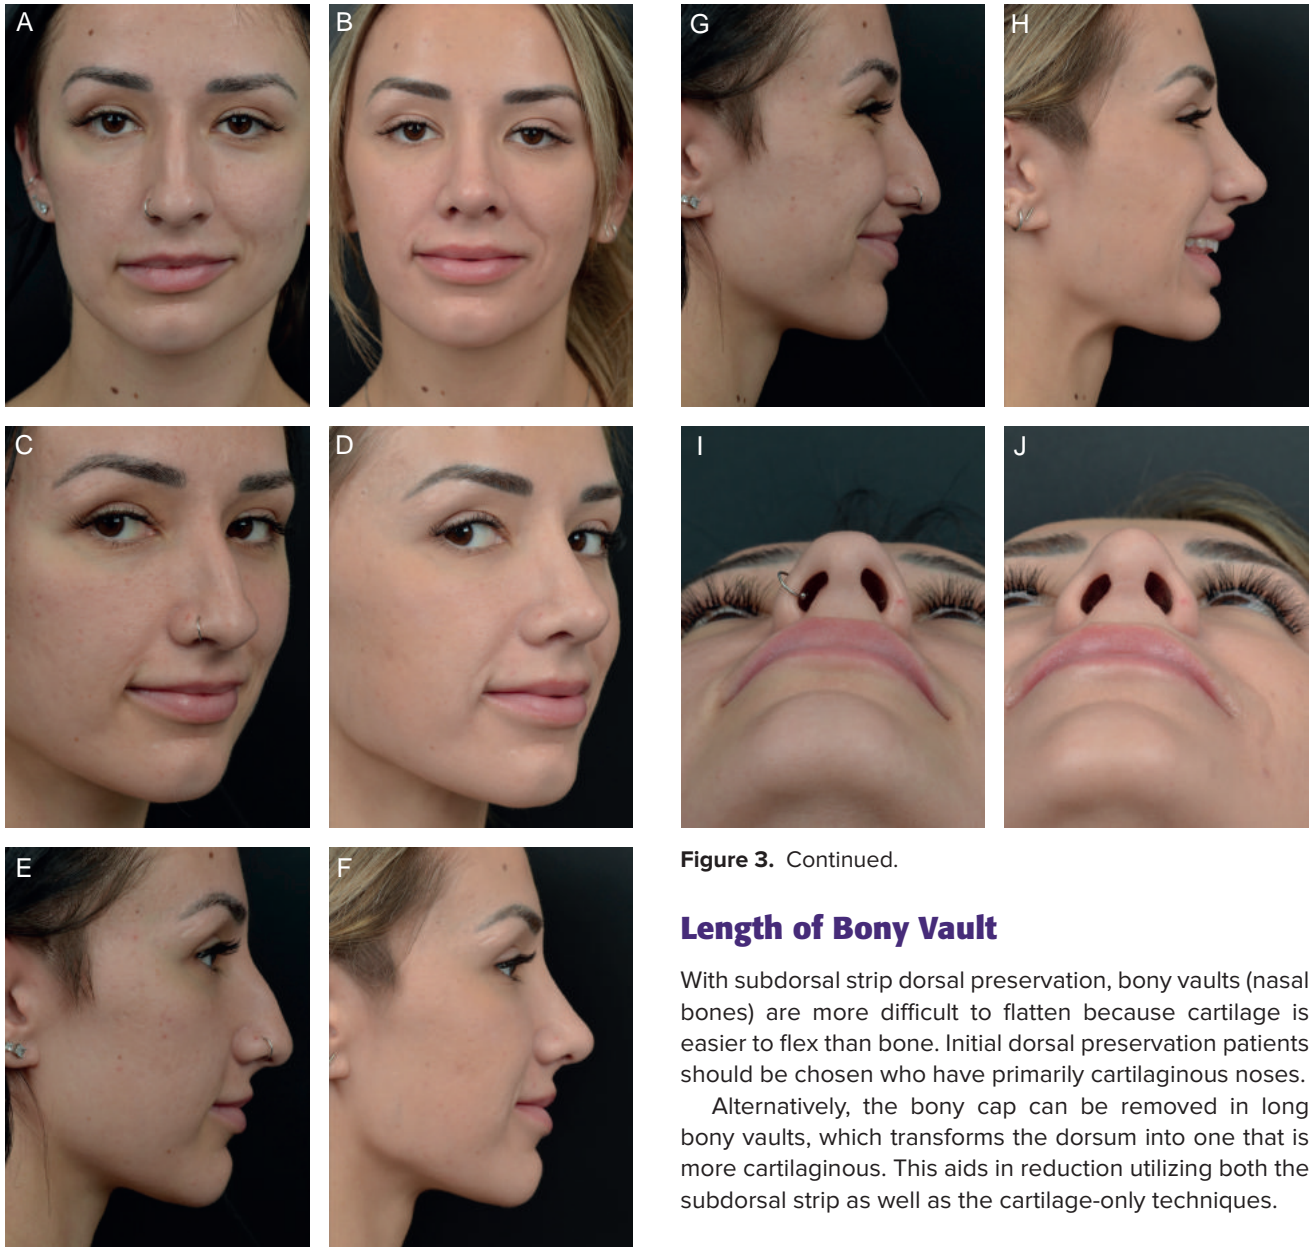 A
B
C
D
E
F
G
H
I
J
Figure 3. Continued.
Length of Bony Vault
With subdorsal strip dorsal preservation, bony vaults (nasal
bones) are more difficult to flatten because cartilage is
easier to flex than bone. Initial dorsal preservation patients
should be chosen who have primarily cartilaginous noses.
Alternatively, the bony cap can be removed in long
bony vaults, which transforms the dorsum into one that is
more cartilaginous. This aids in reduction utilizing both the
subdorsal strip as well as the cartilage-only techniques.